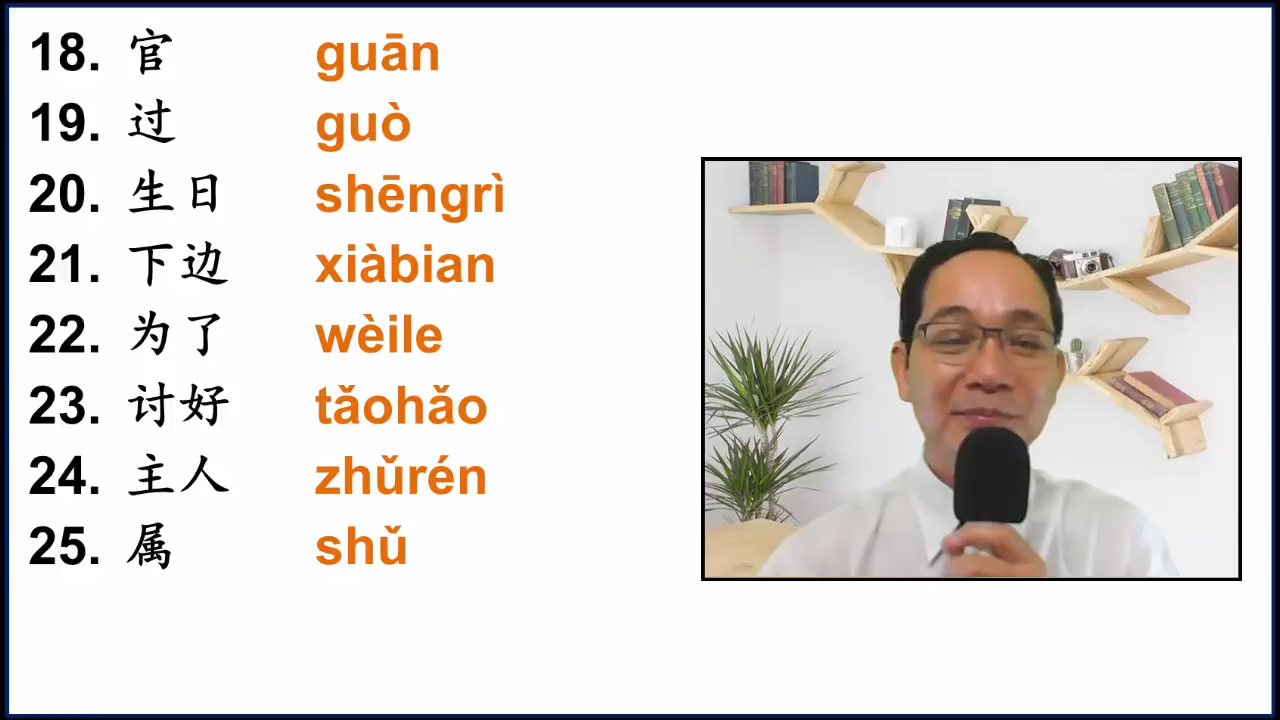 18. 官 guān
19. 过 guò
20. 生日 shēngrì
21. 下边 xiàbian
22. 为了 wèile
23. 讨好 tǎohǎo
24. 主人 zhǔrén
25. 属 shǔ